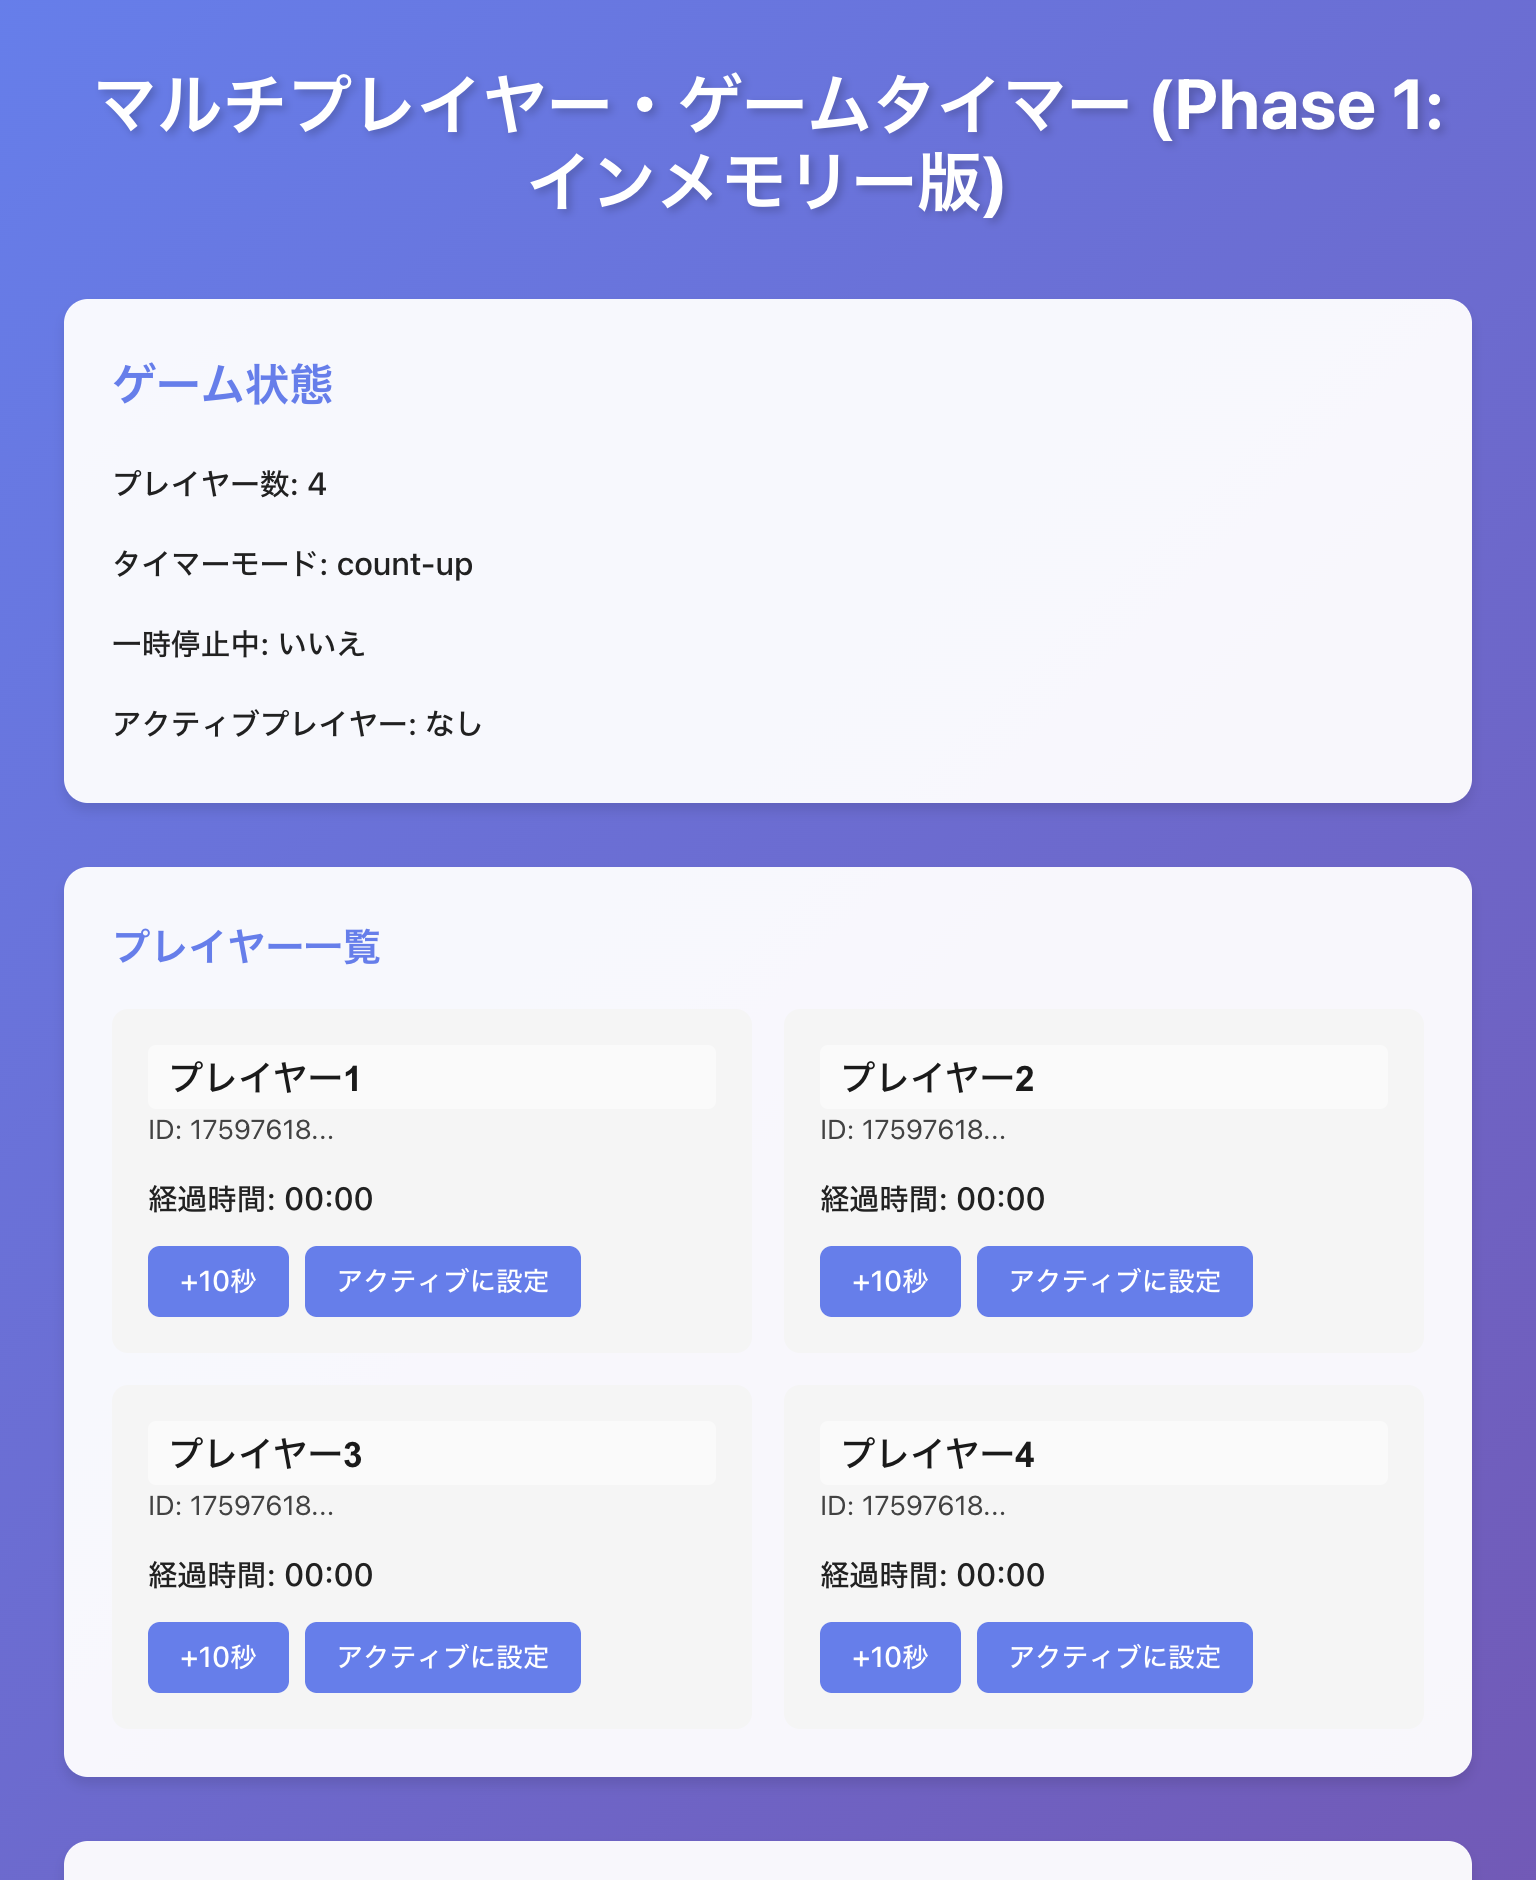 マルチプレイヤー・ゲームタイマー (Phase 1:
インメモリー版)
ゲーム状態
プレイヤー数: 4
タイマーモード: count-up
一時停止中: いいえ
アクティブプレイヤー: なし
プレイヤー一覧
プレイヤー1
ID: 17597618...
経過時間: 00:00
+10秒
アクティブに設定
プレイヤー2
ID: 17597618...
経過時間: 00:00
+10秒
アクティブに設定
プレイヤー3
ID: 17597618...
経過時間: 00:00
+10秒
アクティブに設定
プレイヤー4
ID: 17597618...
経過時間: 00:00
+10秒
アクティブに設定